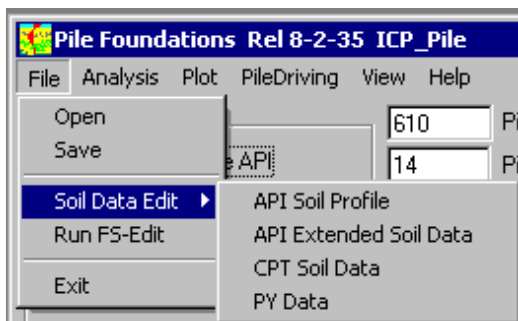 Pile Foundations Rel 8-2-35 ICP_Pile
File Analysis Plot PileDriving View Help
Open
610
Save
API
14
Soil Data Edit
API Soil Profile
Run FS-Edit
API Extended Soil Data
CPT Soil Data
Exit
PY Data